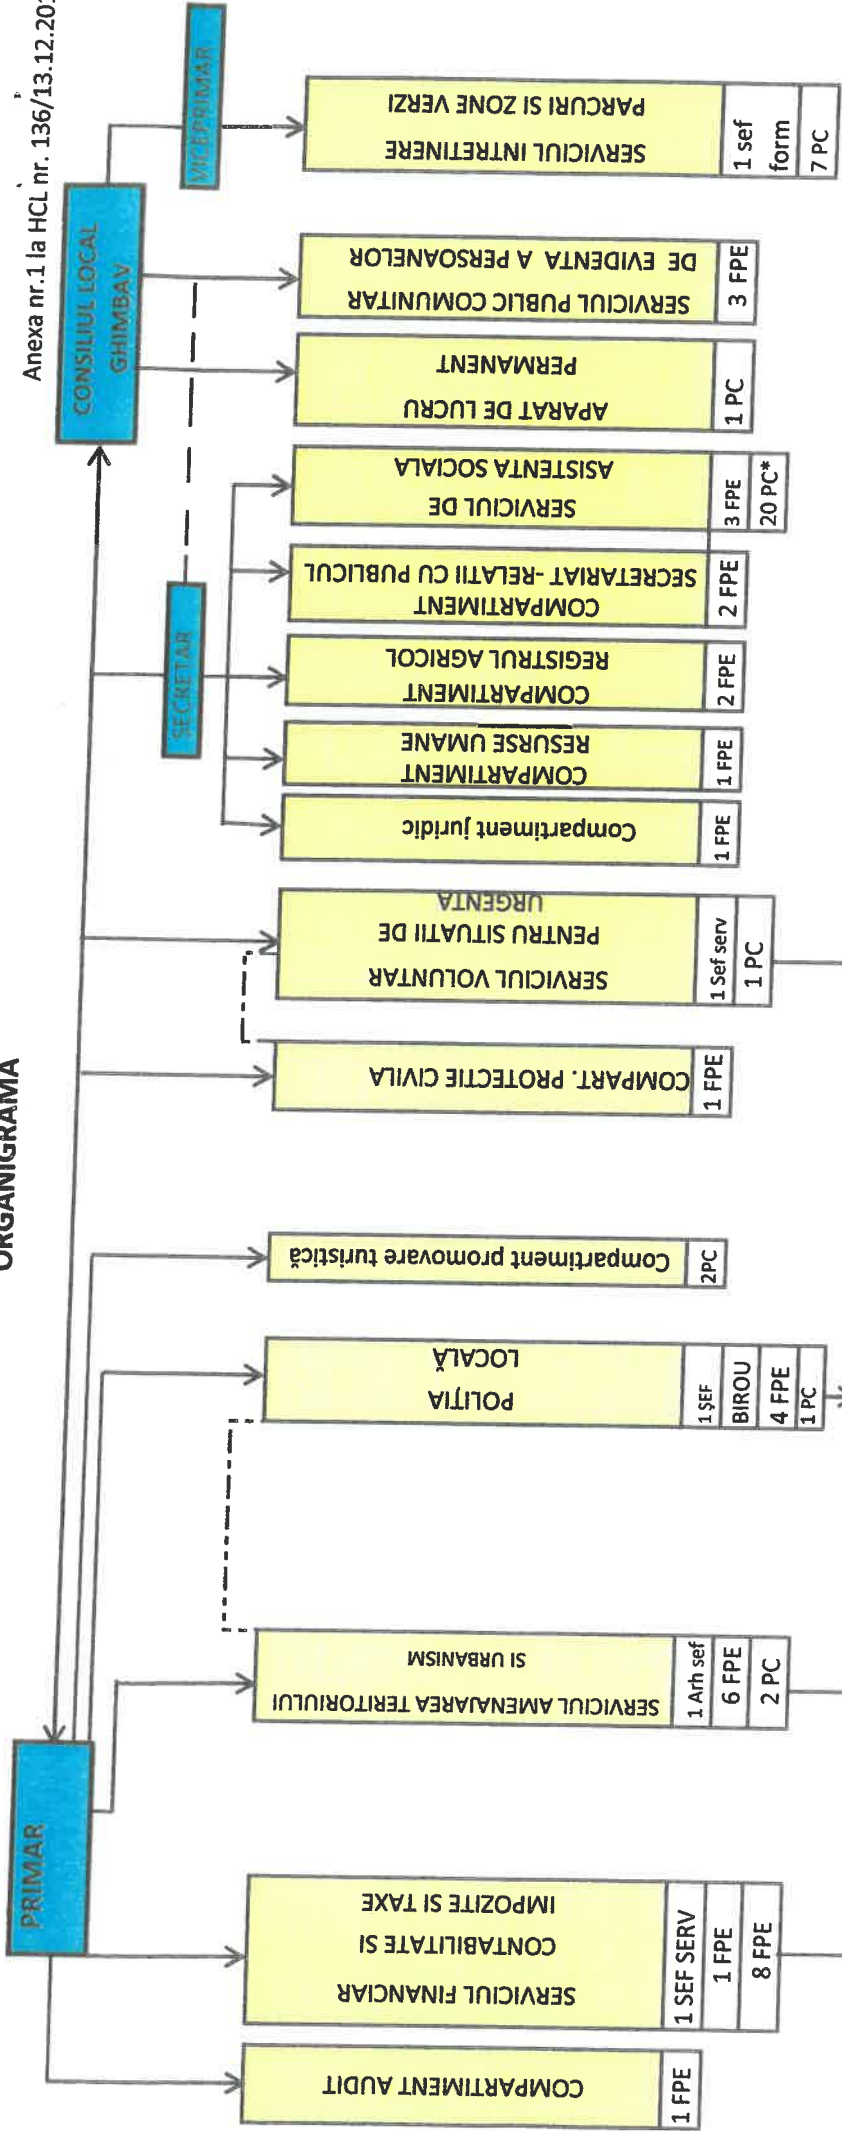 Anexa nr.1 la HCL nr. 136/13.12.201
ORGANIGRAMA
PRIMAR
CONSILIUL LOCAL
GHIMBAV
SECRETAR
VICEPRIMAR
COMPARTIMENT AUDIT
1 FPE
SERVICIUL FINANCIAR
CONTABILITATE SI
IMPOZITE SI TAXE
1 SEF SERV
1 FPE
8 FPE
SERVICIUL AMENAJAREA TERITORIULUI
SI URBANISM
1 Arh sef
6 FPE
2 PC
POLIȚIA
LOCALĂ
1 ȘEF
BIROU
4 FPE
1 PC
Compartiment promovare turistică
2PC
COMPART. PROTECTIE CIVILA
1 FPE
SERVICIUL VOLUNTAR
PENTRU SITUATII DE
URGENTA
1 Sef serv
1 PC
Compartiment juridic
1 FPE
COMPARTIMENT
RESURSE UMANE
1 FPE
COMPARTIMENT
REGISTRUL AGRICOL
2 FPE
COMPARTIMENT
SECRETARIAT -RELATII CU PUBLICUL
2 FPE
SERVICIUL DE
ASISTENTA SOCIALA
3 FPE
20 PC*
APARAT DE LUCRU
PERMANENT
1 PC
SERVICIUL PUBLIC COMUNITAR
DE EVIDENTA A PERSOANELOR
3 FPE
SERVICIUL INTRETINERE
PARCURI SI ZONE VERZI
1 sef
form
7 PC